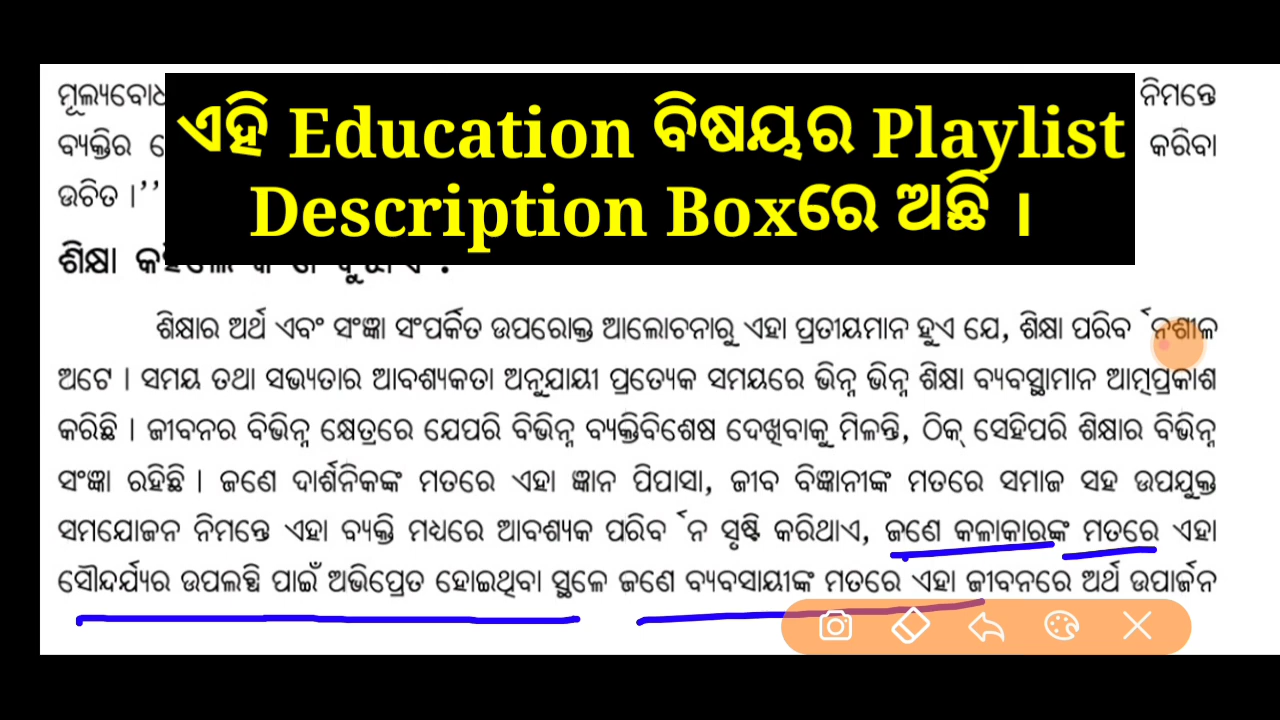 ମୂଲ୍ୟବୋଧ ନିମନ୍ତେ
ବ୍ୟକ୍ତିର କରିବା
ଉଚିତ ।’’
ଏହି Education ବିଷୟର Playlist
Description Boxରେ ଅଛି ।
ଶିକ୍ଷା
ଶିକ୍ଷାର ଅର୍ଥ ଏବଂ ସଂଜ୍ଞା ସଂପର୍କିତ ଉପରୋକ୍ତ ଆଲୋଚନାରୁ ଏହା ପ୍ରତୀୟମାନ ହୁଏ ଯେ, ଶିକ୍ଷା ପରିବର୍ତ୍ତନଶୀଳ
ଅଟେ । ସମୟ ତଥା ସଭ୍ୟତାର ଆବଶ୍ୟକତା ଅନୁଯାୟୀ ପ୍ରତ୍ୟେକ ସମୟରେ ଭିନ୍ନ ଭିନ୍ନ ଶିକ୍ଷା ବ୍ୟବସ୍ଥାମାନ ଆତ୍ମପ୍ରକାଶ
କରିଛି । ଜୀବନର ବିଭିନ୍ନ କ୍ଷେତ୍ରରେ ଯେପରି ବିଭିନ୍ନ ବ୍ୟକ୍ତିବିଶେଷ ଦେଖିବାକୁ ମିଳନ୍ତି, ଠିକ୍ ସେହିପରି ଶିକ୍ଷାର ବିଭିନ୍ନ
ସଂଜ୍ଞା ରହିଛି । ଜଣେ ଦାର୍ଶନିକଙ୍କ ମତରେ ଏହା ଜ୍ଞାନ ପିପାସା, ଜୀବ ବିଜ୍ଞାନୀଙ୍କ ମତରେ ସମାଜ ସହ ଉପଯୁକ୍ତ
ସମଯୋଜନ ନିମନ୍ତେ ଏହା ବ୍ୟକ୍ତି ମଧ୍ୟରେ ଆବଶ୍ୟକ ପରିବର୍ତ୍ତନ ସୃଷ୍ଟି କରିଥାଏ, ଜଣେ କଳାକାରଙ୍କ ମତରେ ଏହା
ସୌନ୍ଦର୍ଯ୍ୟର ଉପଲବ୍ଧି ପାଇଁ ଅଭିପ୍ରେତ ହୋଇଥିବା ସ୍ଥଳେ ଜଣେ ବ୍ୟବସାୟୀଙ୍କ ମତରେ ଏହା ଜୀବନରେ ଅର୍ଥ ଉପାର୍ଜନ